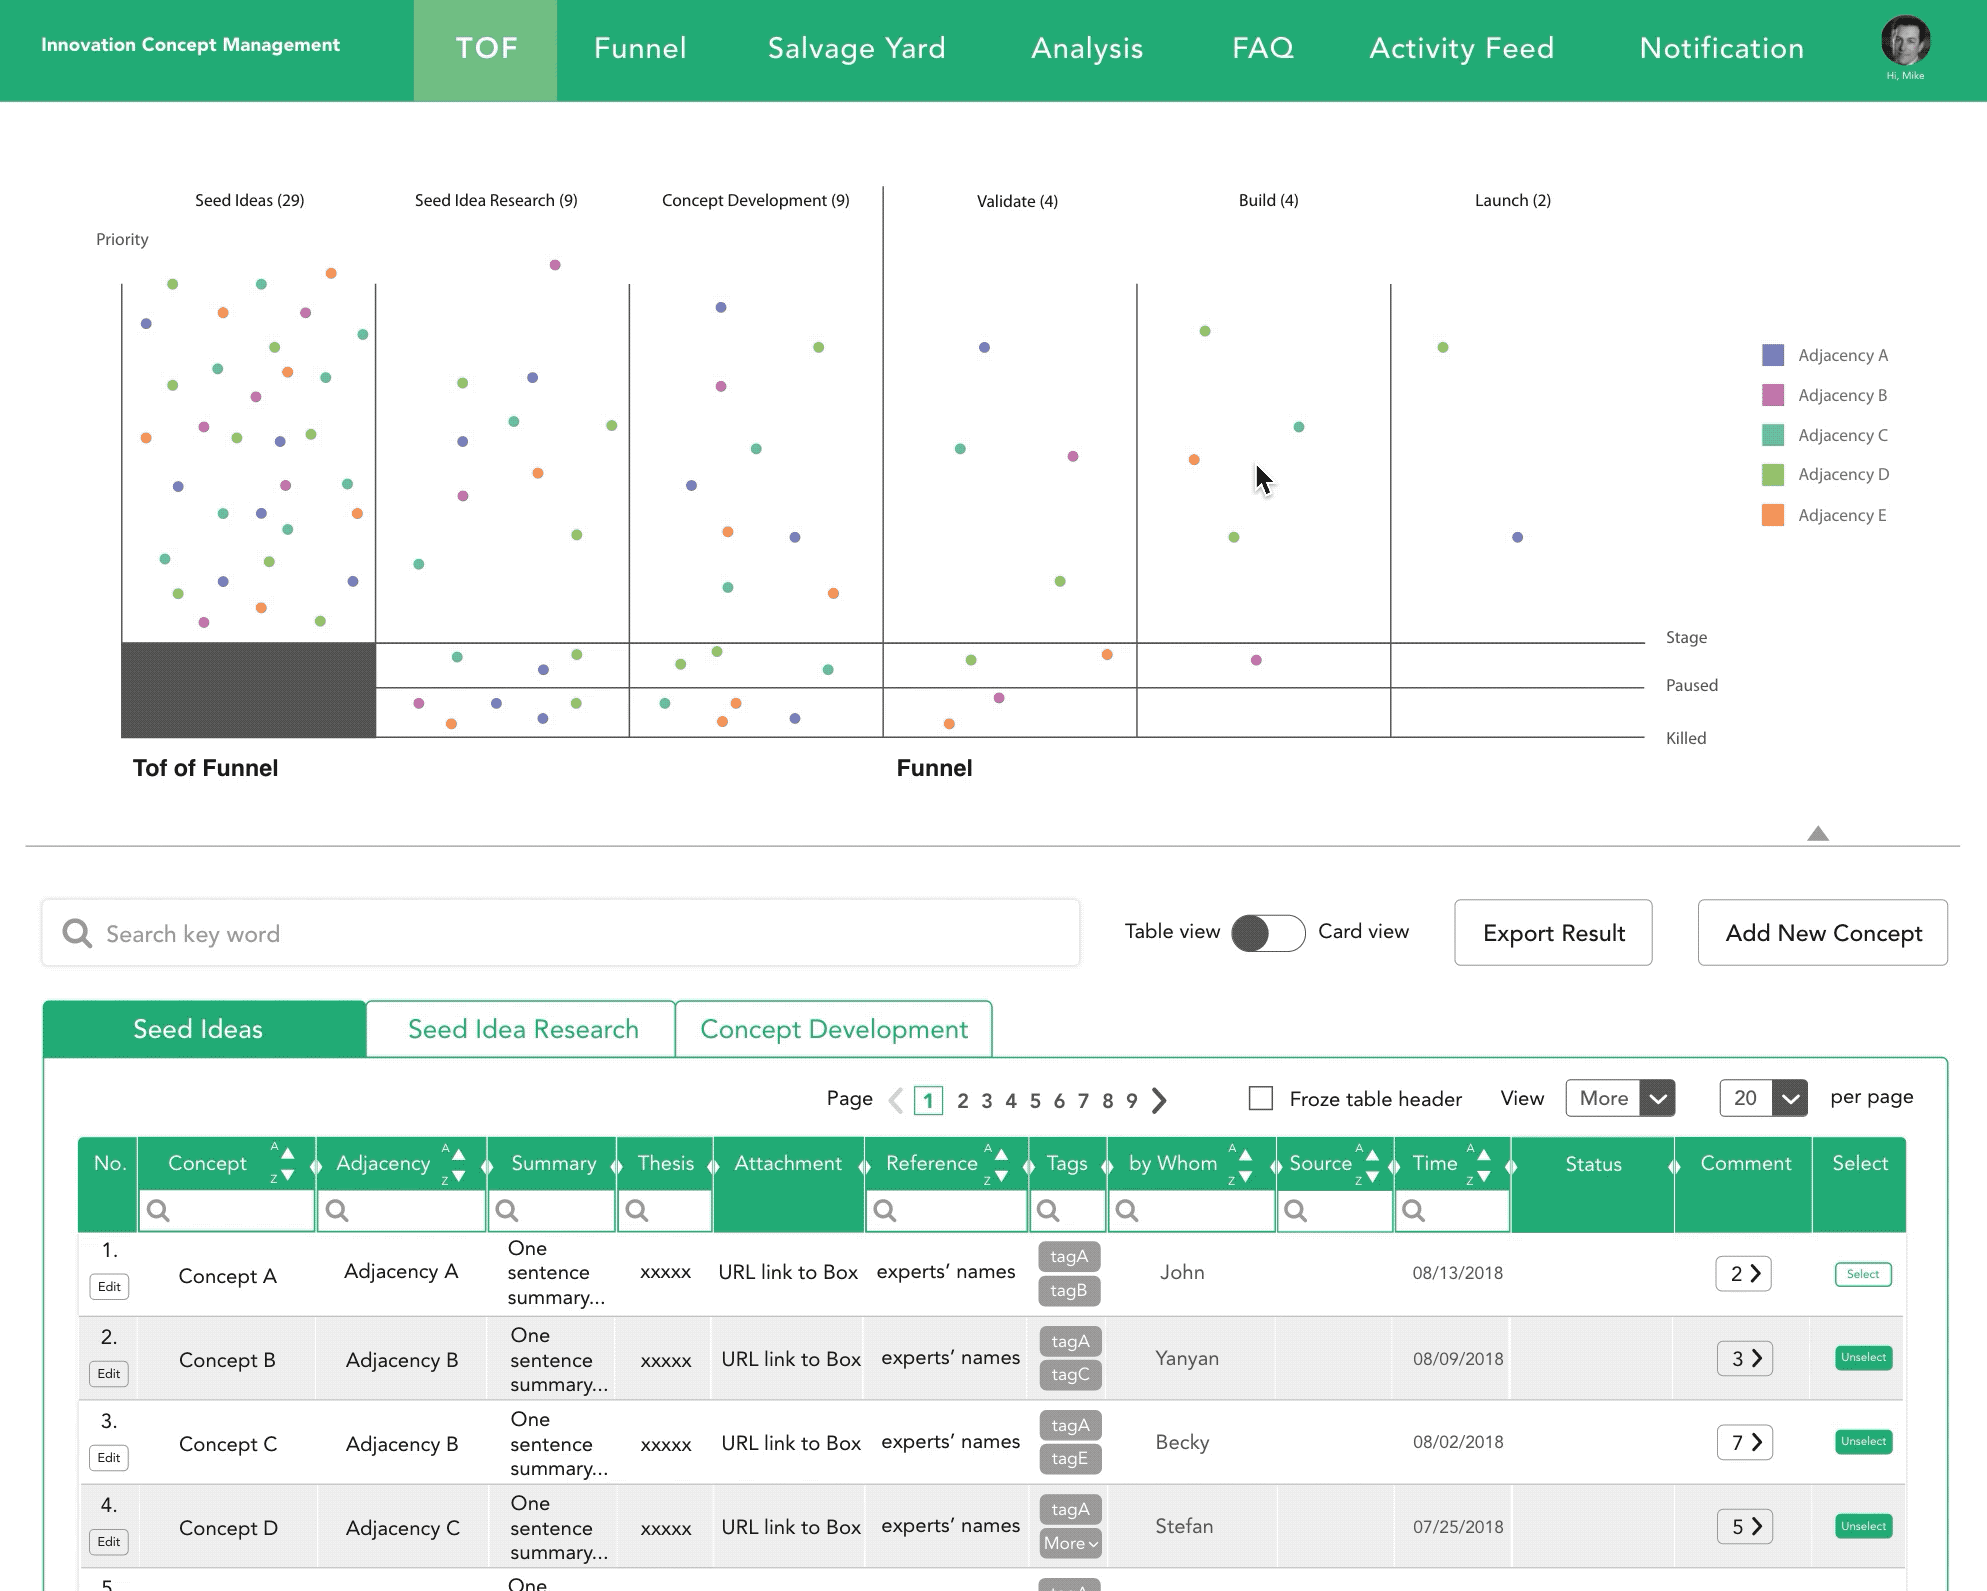 Innovation Concept Management
TOF
Funnel
Salvage Yard
Analysis
FAQ
Activity Feed
Notification
Hi, Mike
Seed Ideas (29)
Seed Idea Research (9)
Concept Development (9)
Validate (4)
Build (4)
Launch (2)
Priority
Adjacency A
Adjacency B
Adjacency C
Adjacency D
Adjacency E
Stage
Paused
Killed
Tof of Funnel
Funnel
Search key word
Table view
Card view
Export Result
Add New Concept
Seed Ideas
Seed Idea Research
Concept Development
Page 1 2 3 4 5 6 7 8 9
Froze table header
View More
20 per page
No. Concept A Z Adjacency A Z Summary Thesis Attachment Reference A Z Tags by Whom A Z Source A Z Time A Z Status Comment Select
1. Edit
Concept A
Adjacency A
One
sentence
summary...
xxxxx
URL link to Box
experts’ names
tagA
tagB
John
08/13/2018
2
Select
2. Edit
Concept B
Adjacency B
One
sentence
summary...
xxxxx
URL link to Box
experts’ names
tagA
tagC
Yanyan
08/09/2018
3
Unselect
3. Edit
Concept C
Adjacency B
One
sentence
summary...
xxxxx
URL link to Box
experts’ names
tagA
tagE
Becky
08/02/2018
7
Unselect
4. Edit
Concept D
Adjacency C
One
sentence
summary...
xxxxx
URL link to Box
experts’ names
tagA
More
Stefan
07/25/2018
5
Unselect
5.
One
tagA